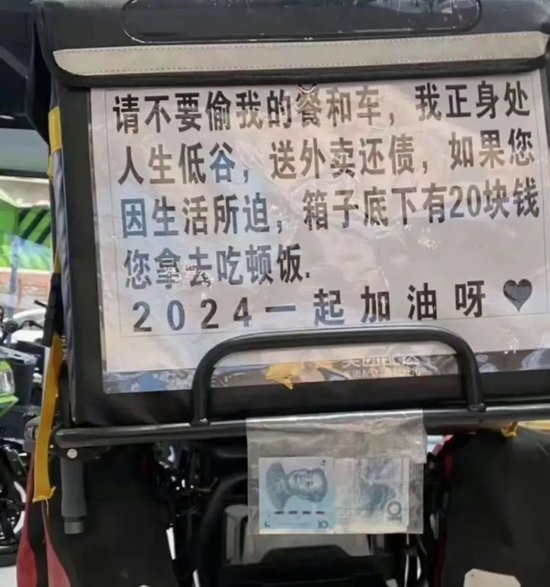 请不要偷我的餐和车，我正身处
人生低谷，送外卖还债，如果您
因生活所迫，箱子底下有20块钱
您拿去吃顿饭.
2024一起加油呀♥
10
10